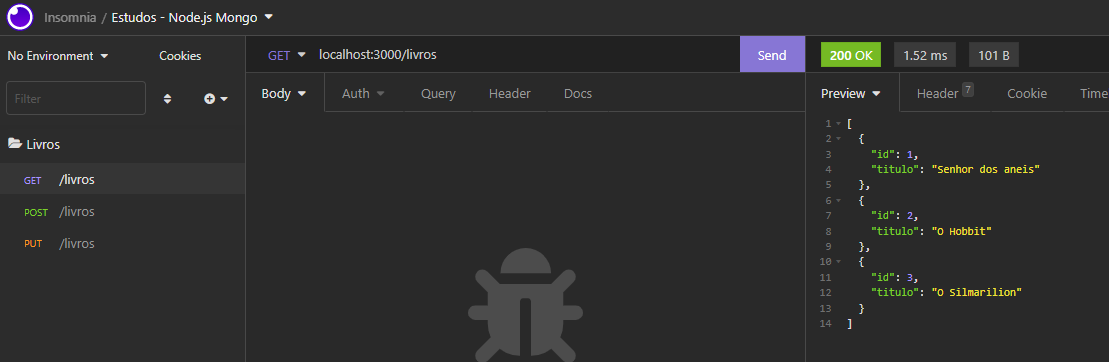 Insomnia / Estudos - Node.js Mongo
No Environment
Cookies
Filter
Livros
GET /livros
POST /livros
PUT /livros
GET localhost:3000/livros Send
Body Auth Query Header Docs
200 OK 1.52 ms 101 B
Preview Header 7 Cookie Time
1 [
2 {
3 "id": 1,
4 "titulo": "Senhor dos aneis"
5 },
6 {
7 "id": 2,
8 "titulo": "O Hobbit"
9 },
10 {
11 "id": 3,
12 "titulo": "O Silmarilion"
13 }
14 ]